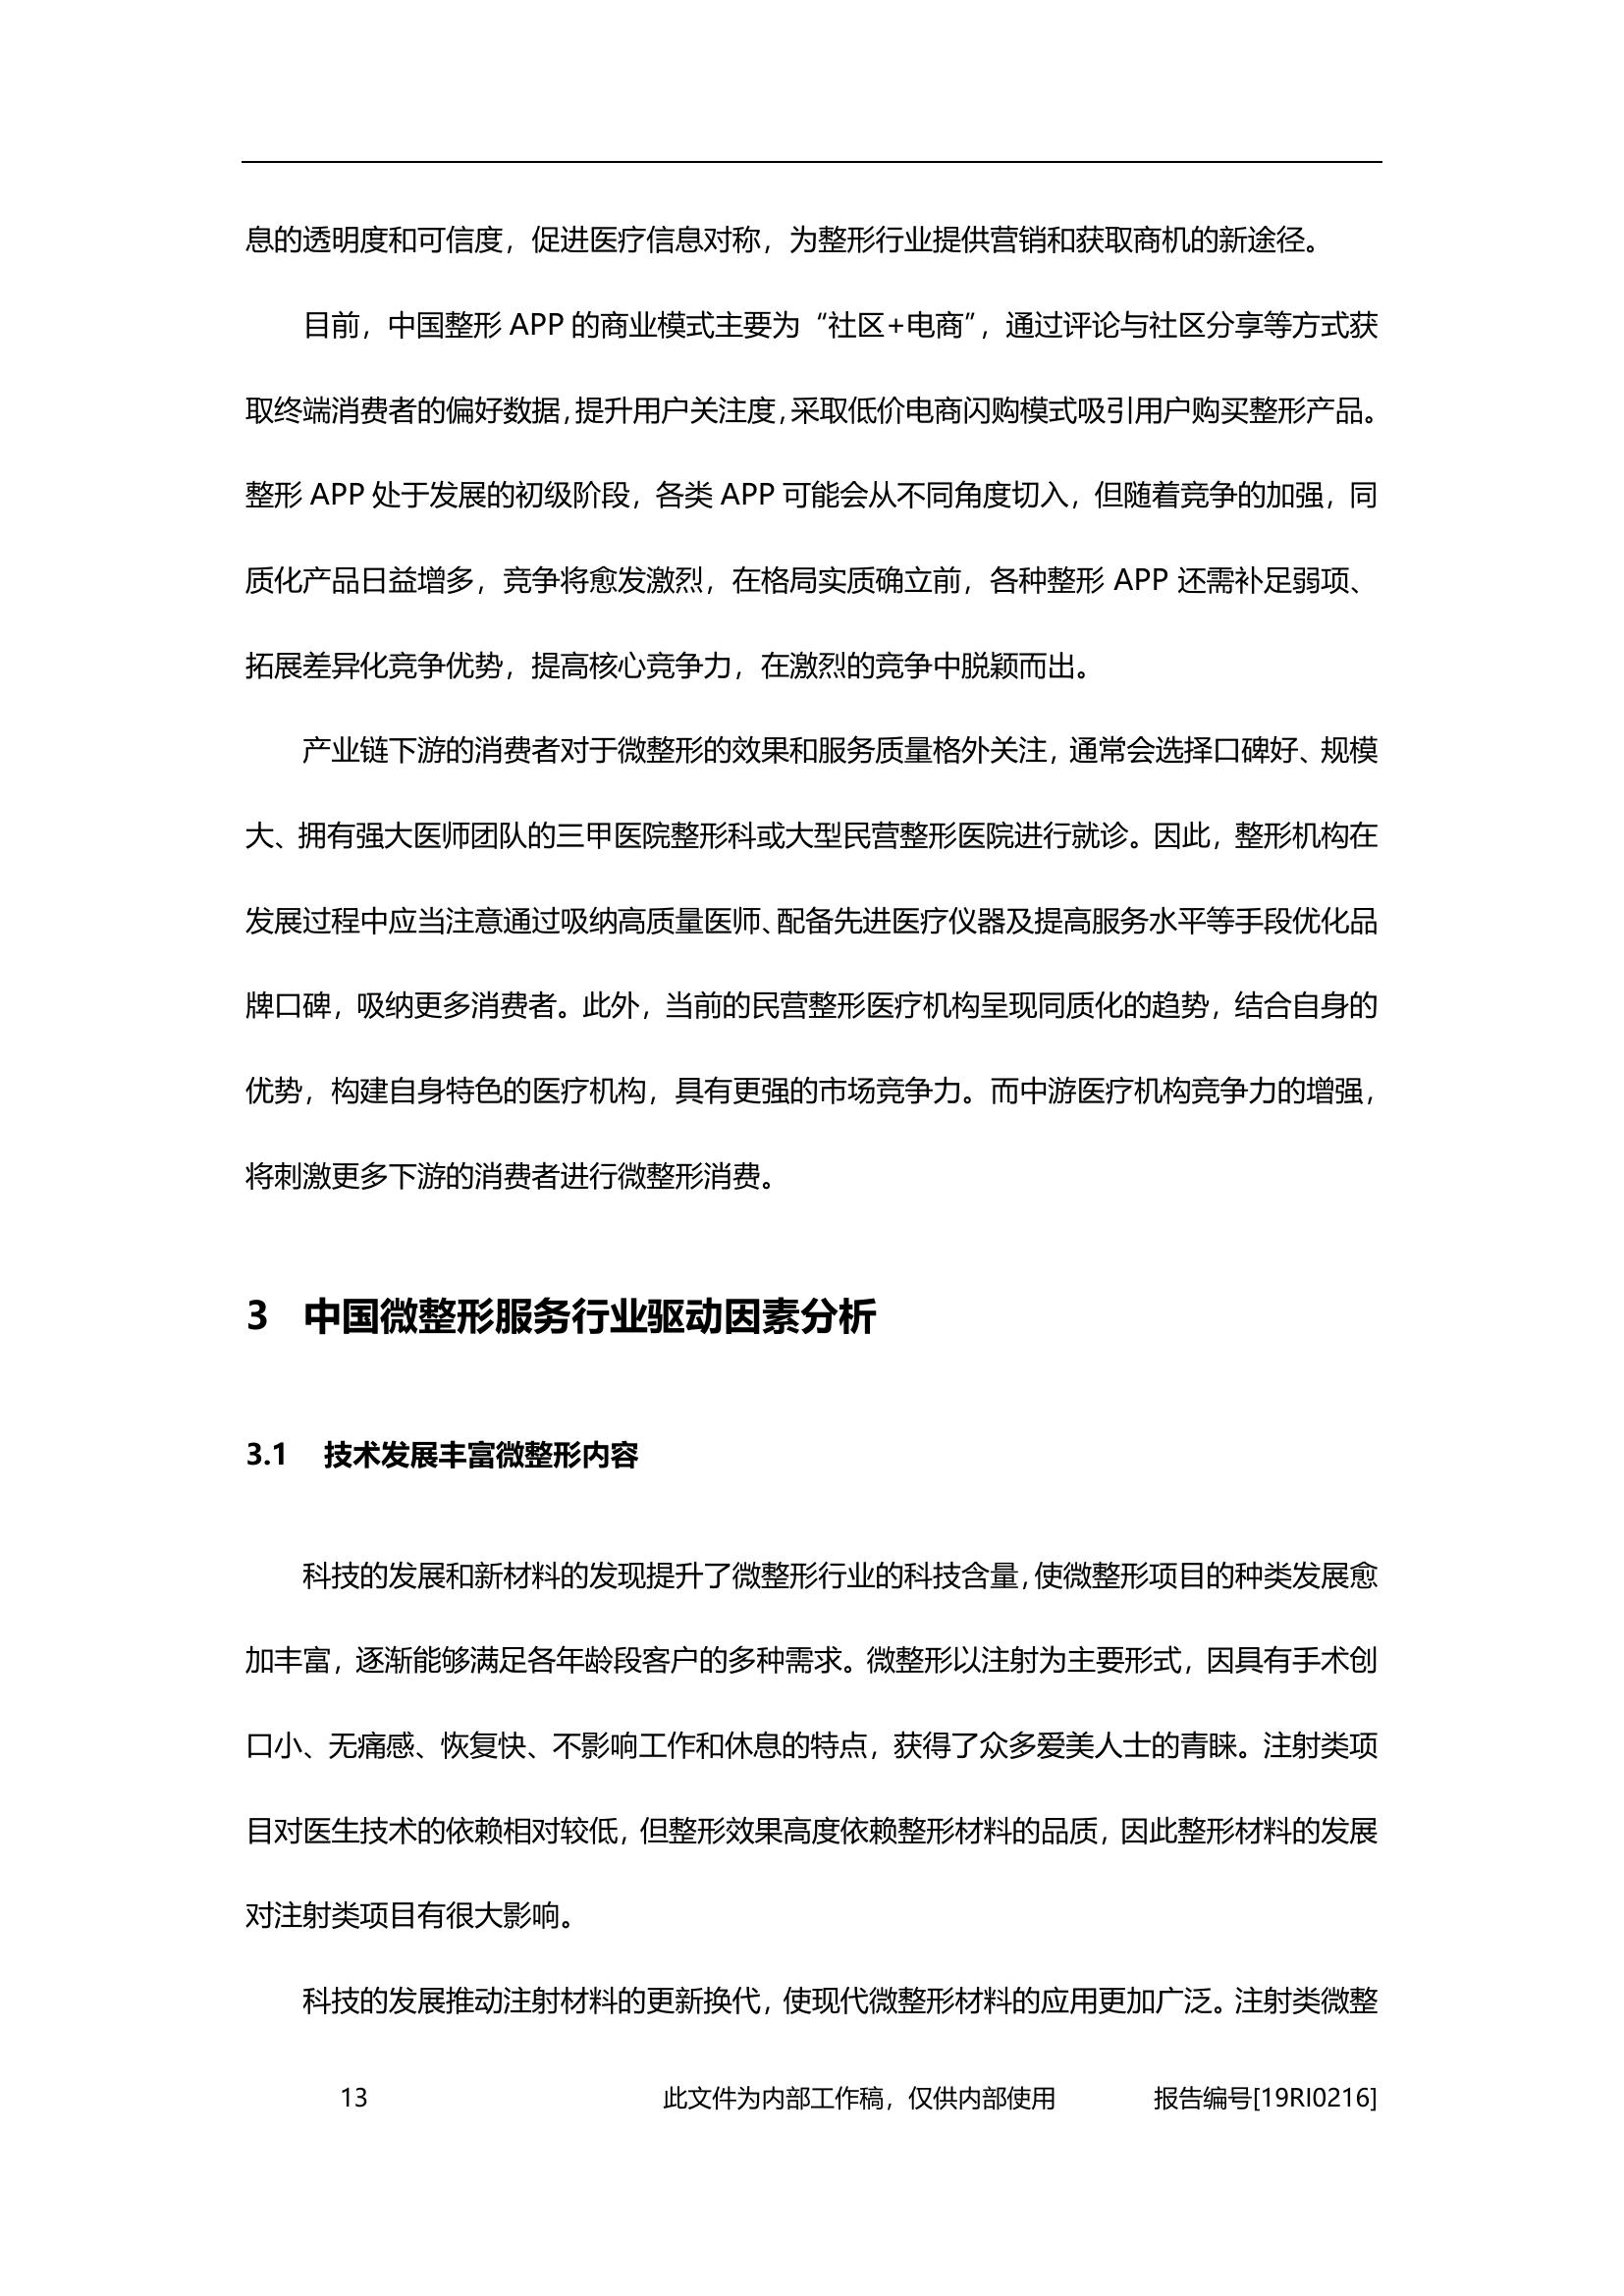 息的透明度和可信度，促进医疗信息对称，为整形行业提供营销和获取商机的新途径。
目前，中国整形 APP 的商业模式主要为“社区+电商”，通过评论与社区分享等方式获
取终端消费者的偏好数据，提升用户关注度，采取低价电商闪购模式吸引用户购买整形产品。
整形 APP 处于发展的初级阶段，各类 APP 可能会从不同角度切入，但随着竞争的加强，同
质化产品日益增多，竞争将愈发激烈，在格局实质确立前，各种整形 APP 还需补足弱项、
拓展差异化竞争优势，提高核心竞争力，在激烈的竞争中脱颖而出。
产业链下游的消费者对于微整形的效果和服务质量格外关注，通常会选择口碑好、规模
大、拥有强大医师团队的三甲医院整形科或大型民营整形医院进行就诊。因此，整形机构在
发展过程中应当注意通过吸纳高质量医师、配备先进医疗仪器及提高服务水平等手段优化品
牌口碑，吸纳更多消费者。此外，当前的民营整形医疗机构呈现同质化的趋势，结合自身的
优势，构建自身特色的医疗机构，具有更强的市场竞争力。而中游医疗机构竞争力的增强，
将刺激更多下游的消费者进行微整形消费。
3 中国微整形服务行业驱动因素分析
3.1 技术发展丰富微整形内容
科技的发展和新材料的发现提升了微整形行业的科技含量，使微整形项目的种类发展愈
加丰富，逐渐能够满足各年龄段客户的多种需求。微整形以注射为主要形式，因具有手术创
口小、无痛感、恢复快、不影响工作和休息的特点，获得了众多爱美人士的青睐。注射类项
目对医生技术的依赖相对较低，但整形效果高度依赖整形材料的品质，因此整形材料的发展
对注射类项目有很大影响。
科技的发展推动注射材料的更新换代，使现代微整形材料的应用更加广泛。注射类微整
13 此文件为内部工作稿，仅供内部使用 报告编号[19RI0216]